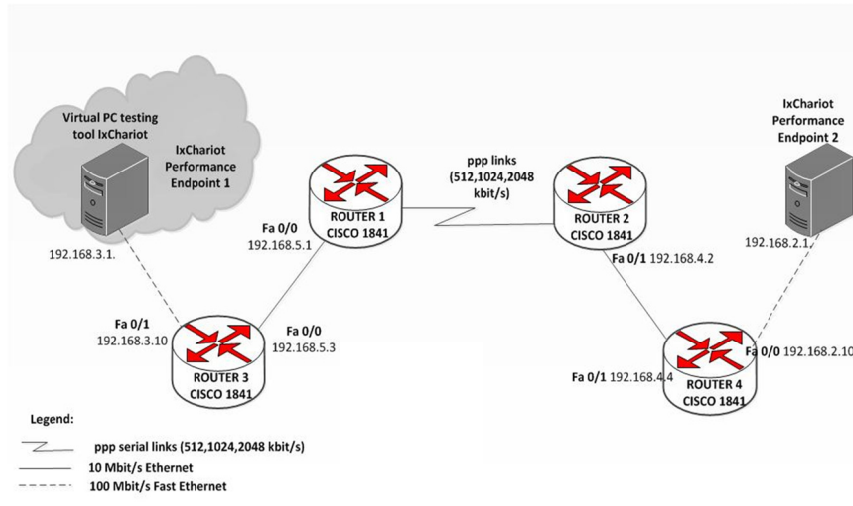 Virtual PC testing
tool IxChariot
IxChariot
Performance
Endpoint 1
192.168.3.1.
Fa 0/1
192.168.3.10
ROUTER 3
CISCO 1841
Fa 0/0
192.168.5.3
Fa 0/0
192.168.5.1
ROUTER 1
CISCO 1841
ppp links
(512,1024,2048
kbit/s)
ROUTER 2
CISCO 1841
Fa 0/1 192.168.4.2
IxChariot
Performance
Endpoint 2
192.168.2.1.
Fa 0/0 192.168.2.10
Fa 0/1 192.168.4.4
ROUTER 4
CISCO 1841
Legend:
ppp serial links (512,1024,2048 kbit/s)
10 Mbit/s Ethernet
100 Mbit/s Fast Ethernet